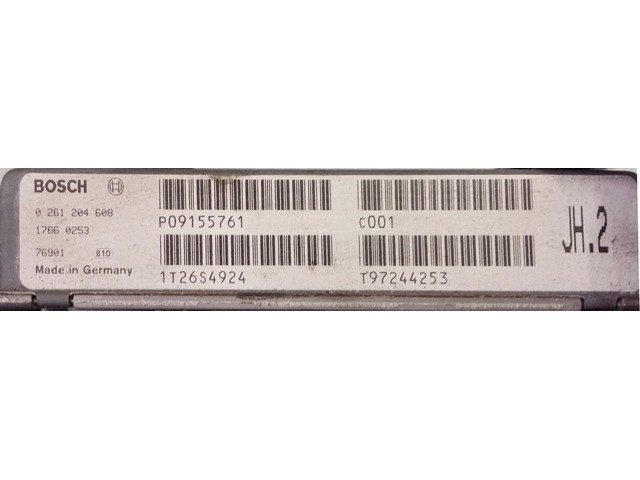 BOSCH
0 261 204 608
1766 0253
76901 810
Made in Germany
P09155761
C001
1T26S4924
T97244253
JH.2